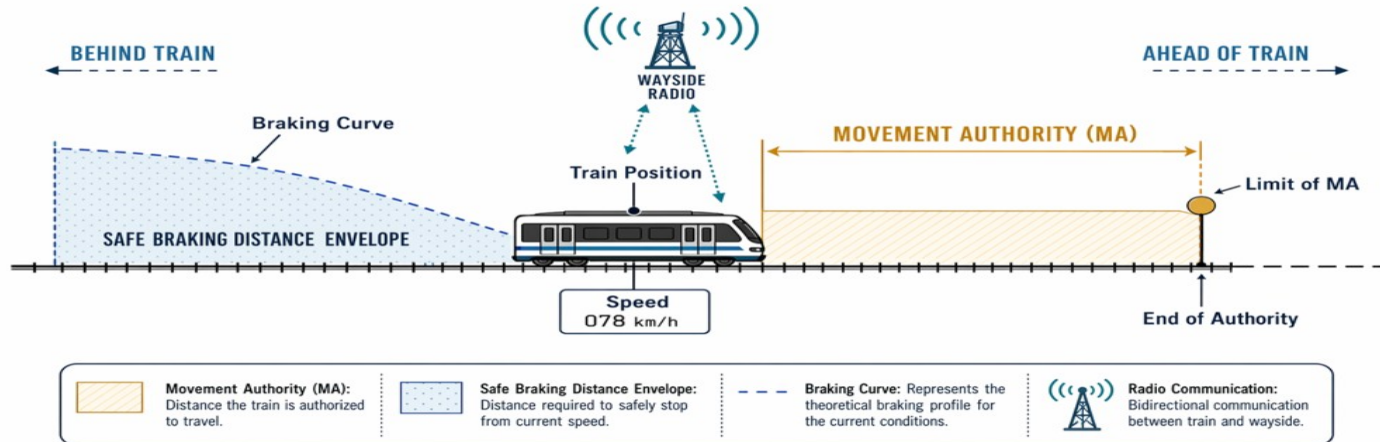 BEHIND TRAIN
AHEAD OF TRAIN
WAYSIDE
RADIO
Braking Curve
MOVEMENT AUTHORITY (MA)
Train Position
Limit of MA
SAFE BRAKING DISTANCE ENVELOPE
Speed
078 km/h
End of Authority
Movement Authority (MA):
Distance the train is authorized
to travel.
Safe Braking Distance Envelope:
Distance required to safely stop
from current speed.
Braking Curve: Represents the
theoretical braking profile for
the current conditions.
Radio Communication:
Bidirectional communication
between train and wayside.